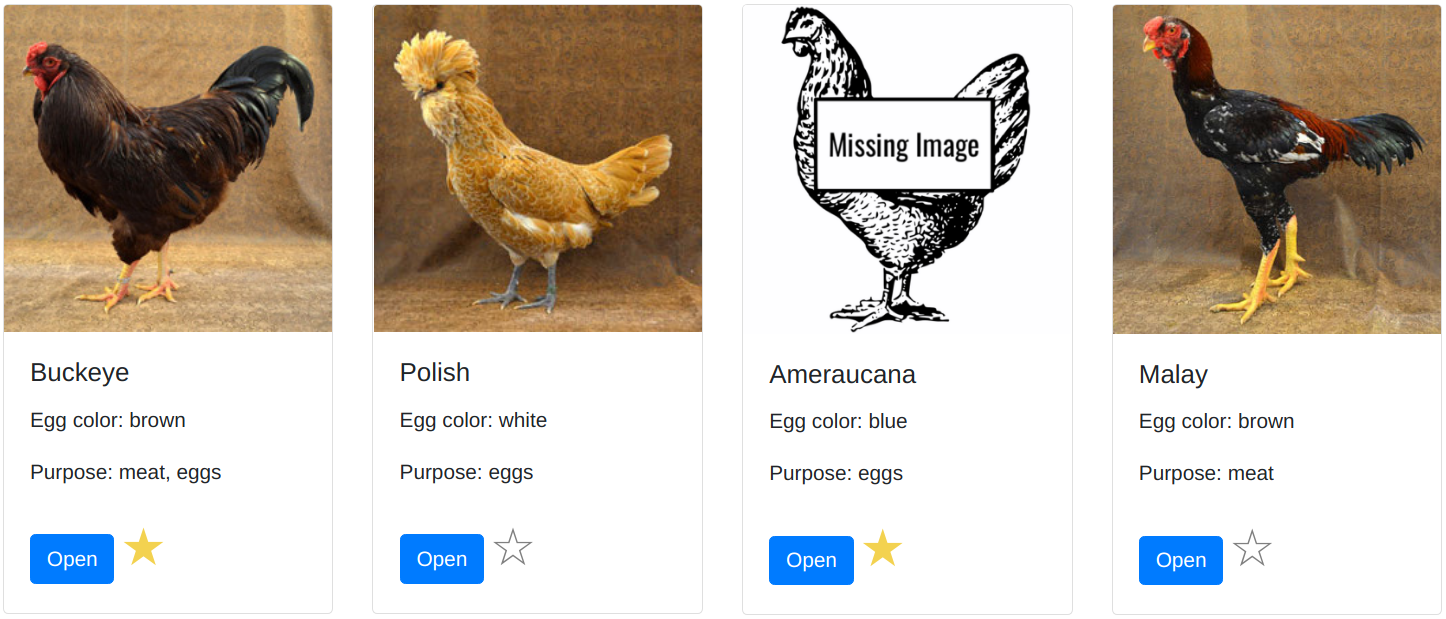 Missing Image
Buckeye
Egg color: brown
Purpose: meat, eggs
Open
Polish
Egg color: white
Purpose: eggs
Open
Ameraucana
Egg color: blue
Purpose: eggs
Open
Malay
Egg color: brown
Purpose: meat
Open